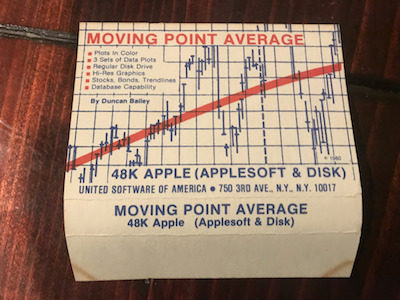 MOVING POINT AVERAGE
Plots In Color
3 Sets of Data Plots
Regular Disk Drive
Hi-Res Graphics
Stocks, Bonds, Trendlines
Database Capability
By Duncan Bailey
© 1980
48K APPLE (APPLESOFT & DISK)
UNITED SOFTWARE OF AMERICA • 750 3RD AVE., N.Y., N.Y. 10017
MOVING POINT AVERAGE
48K Apple (Applesoft & Disk)